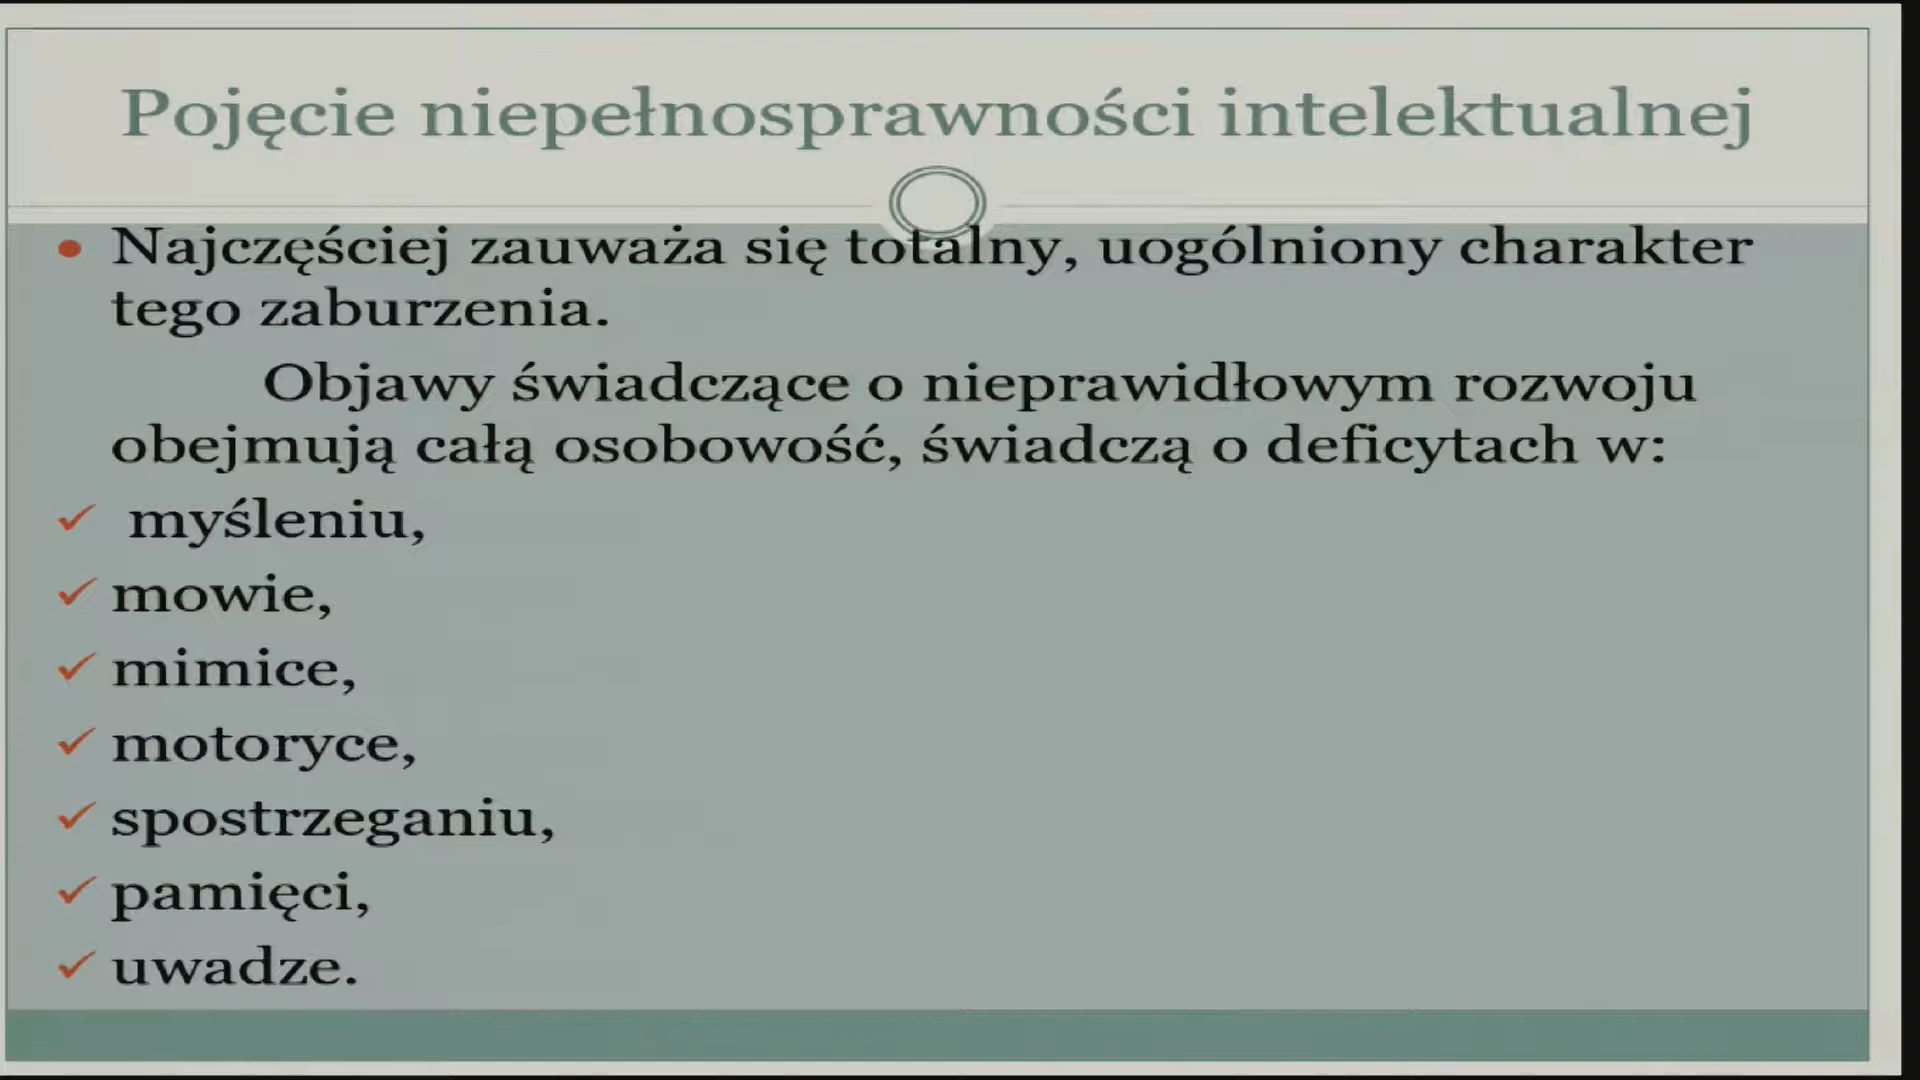 Pojęcie niepełnosprawności intelektualnej
• Najczęściej zauważa się totalny, uogólniony charakter
tego zaburzenia.
Objawy świadczące o nieprawidłowym rozwoju
obejmują całą osobowość, świadczą o deficytach w:
✓ myśleniu,
✓ mowie,
✓ mimice,
✓ motoryce,
✓ spostrzeganiu,
✓ pamięci,
✓ uwadze.